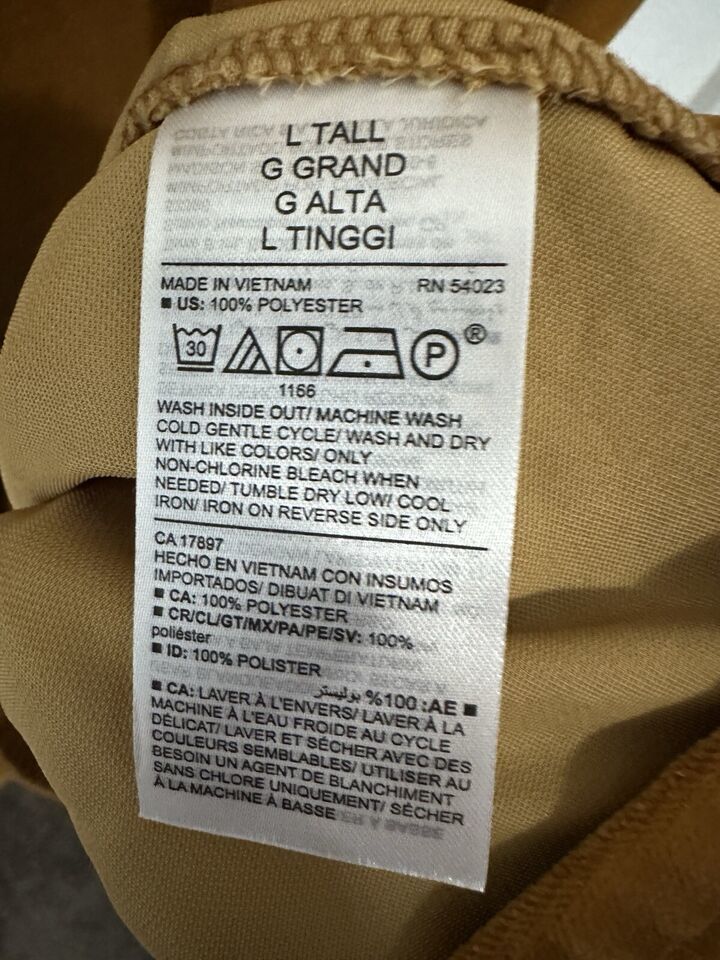 L TALL
G GRAND
G ALTA
L TINGGI
MADE IN VIETNAM RN 54023
■ US: 100% POLYESTER
30 P ®
1166
WASH INSIDE OUT/ MACHINE WASH
COLD GENTLE CYCLE/ WASH AND DRY
WITH LIKE COLORS/ ONLY
NON-CHLORINE BLEACH WHEN
NEEDED/ TUMBLE DRY LOW/ COOL
IRON/ IRON ON REVERSE SIDE ONLY
CA 17897
HECHO EN VIETNAM CON INSUMOS
IMPORTADOS/ DIBUAT DI VIETNAM
■ CA: 100% POLYESTER
■ CR/CL/GT/MX/PA/PE/SV: 100%
poliéster
■ ID: 100% POLISTER
■ AE: 100% بوليستر
■ CA: LAVER À L'ENVERS/ LAVER À LA
MACHINE À L'EAU FROIDE AU CYCLE
DÉLICAT/ LAVER ET SÉCHER AVEC DES
COULEURS SEMBLABLES/ UTILISER AU
BESOIN UN AGENT DE BLANCHIMENT
SANS CHLORE UNIQUEMENT/ SÉCHER
À LA MACHINE À BASSE